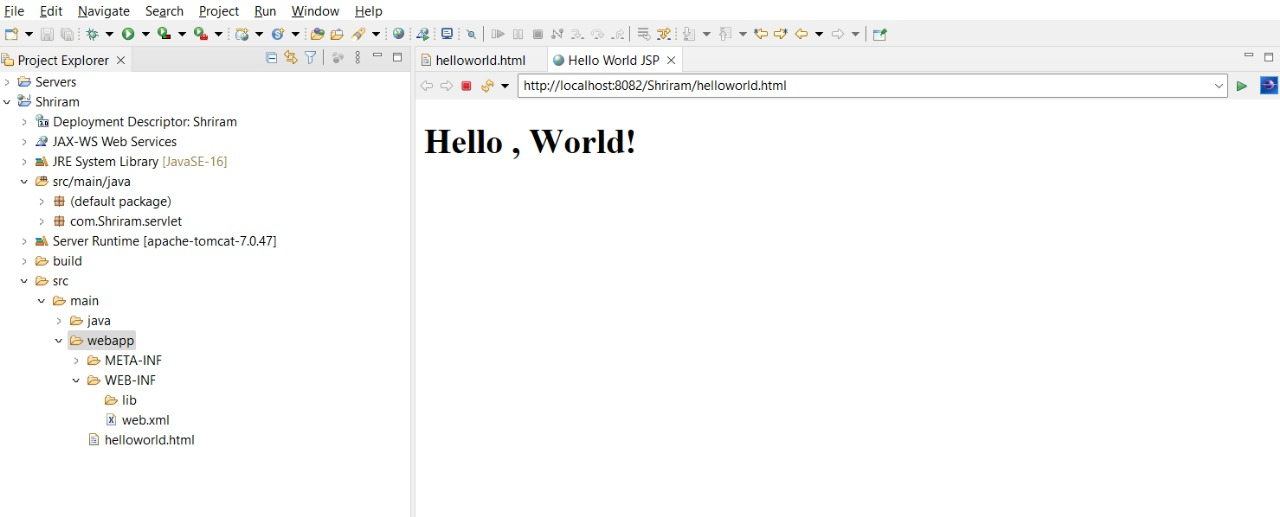 File Edit Navigate Search Project Run Window Help
Project Explorer
Servers
Shriram
Deployment Descriptor: Shriram
JAX-WS Web Services
JRE System Library [JavaSE-16]
src/main/java
(default package)
com.Shriram.servlet
Server Runtime [apache-tomcat-7.0.47]
build
src
main
java
webapp
META-INF
WEB-INF
lib
web.xml
helloworld.html
helloworld.html Hello World JSP
http://localhost:8082/Shriram/helloworld.html
Hello , World!